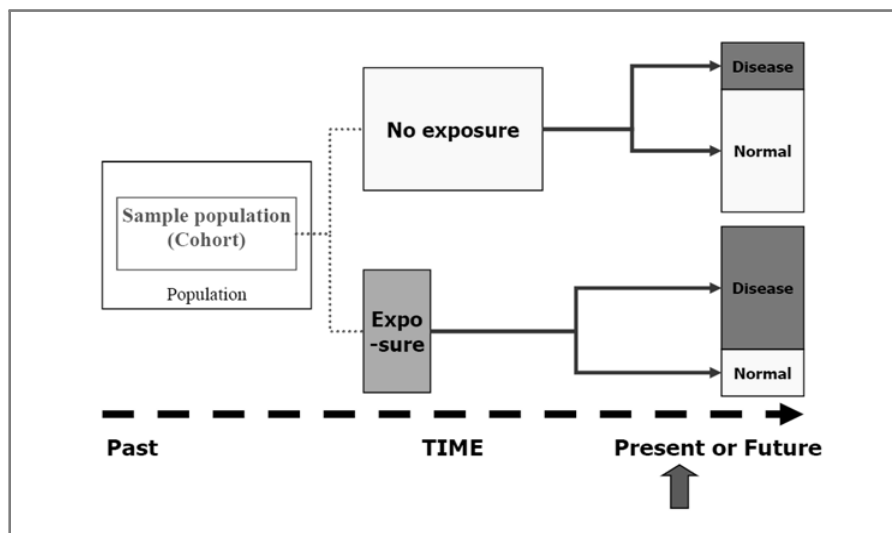 Disease
No exposure
Normal
Sample population
(Cohort)
Population
Expo
-sure
Disease
Normal
Past
TIME
Present or Future